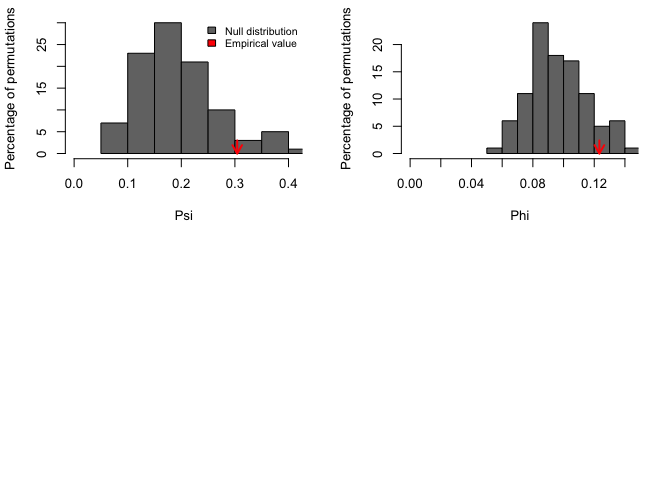 Percentage of permutations
25
15
5
0
Null distribution
Empirical value
0.0 0.1 0.2 0.3 0.4
Psi
Percentage of permutations
20
15
10
5
0
0.00 0.04 0.08 0.12
Phi